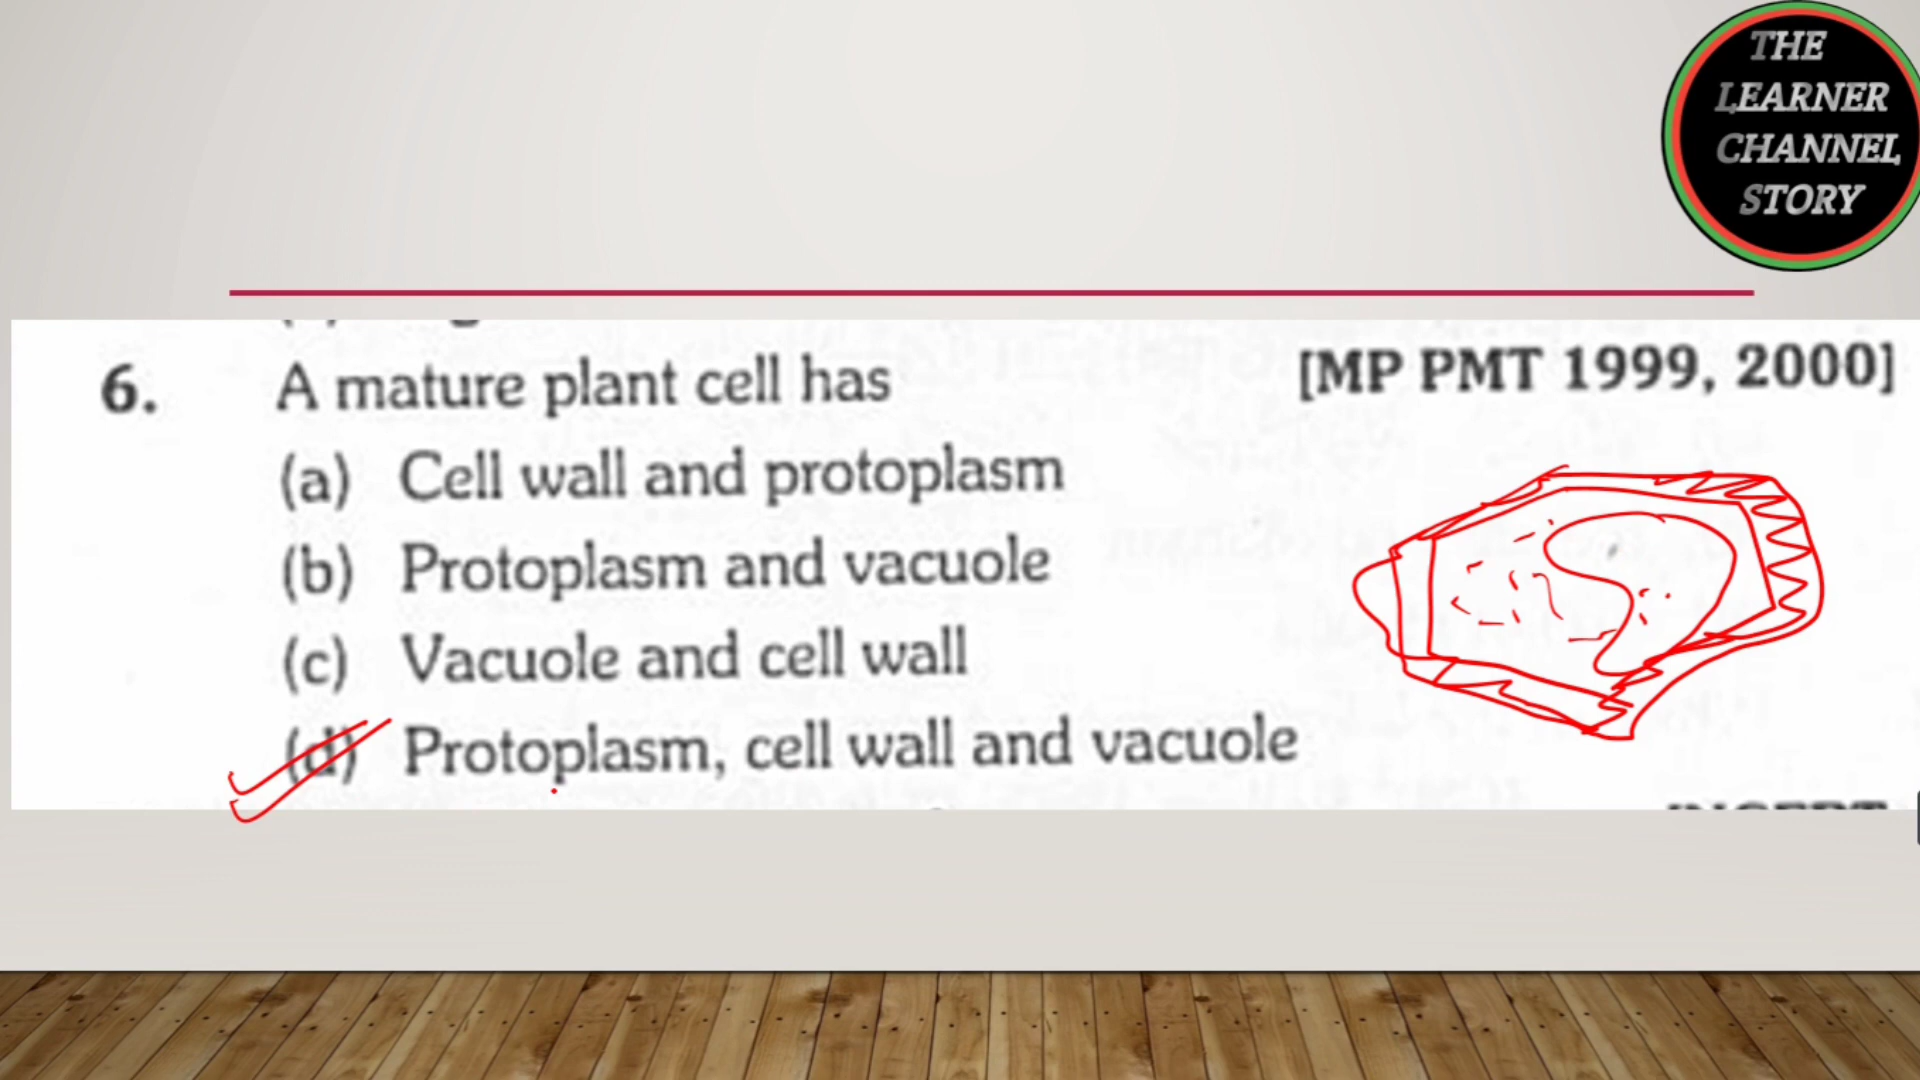 THE
LEARNER
CHANNEL
STORY
6. A mature plant cell has [MP PMT 1999, 2000]
(a) Cell wall and protoplasm
(b) Protoplasm and vacuole
(c) Vacuole and cell wall
(d) Protoplasm, cell wall and vacuole